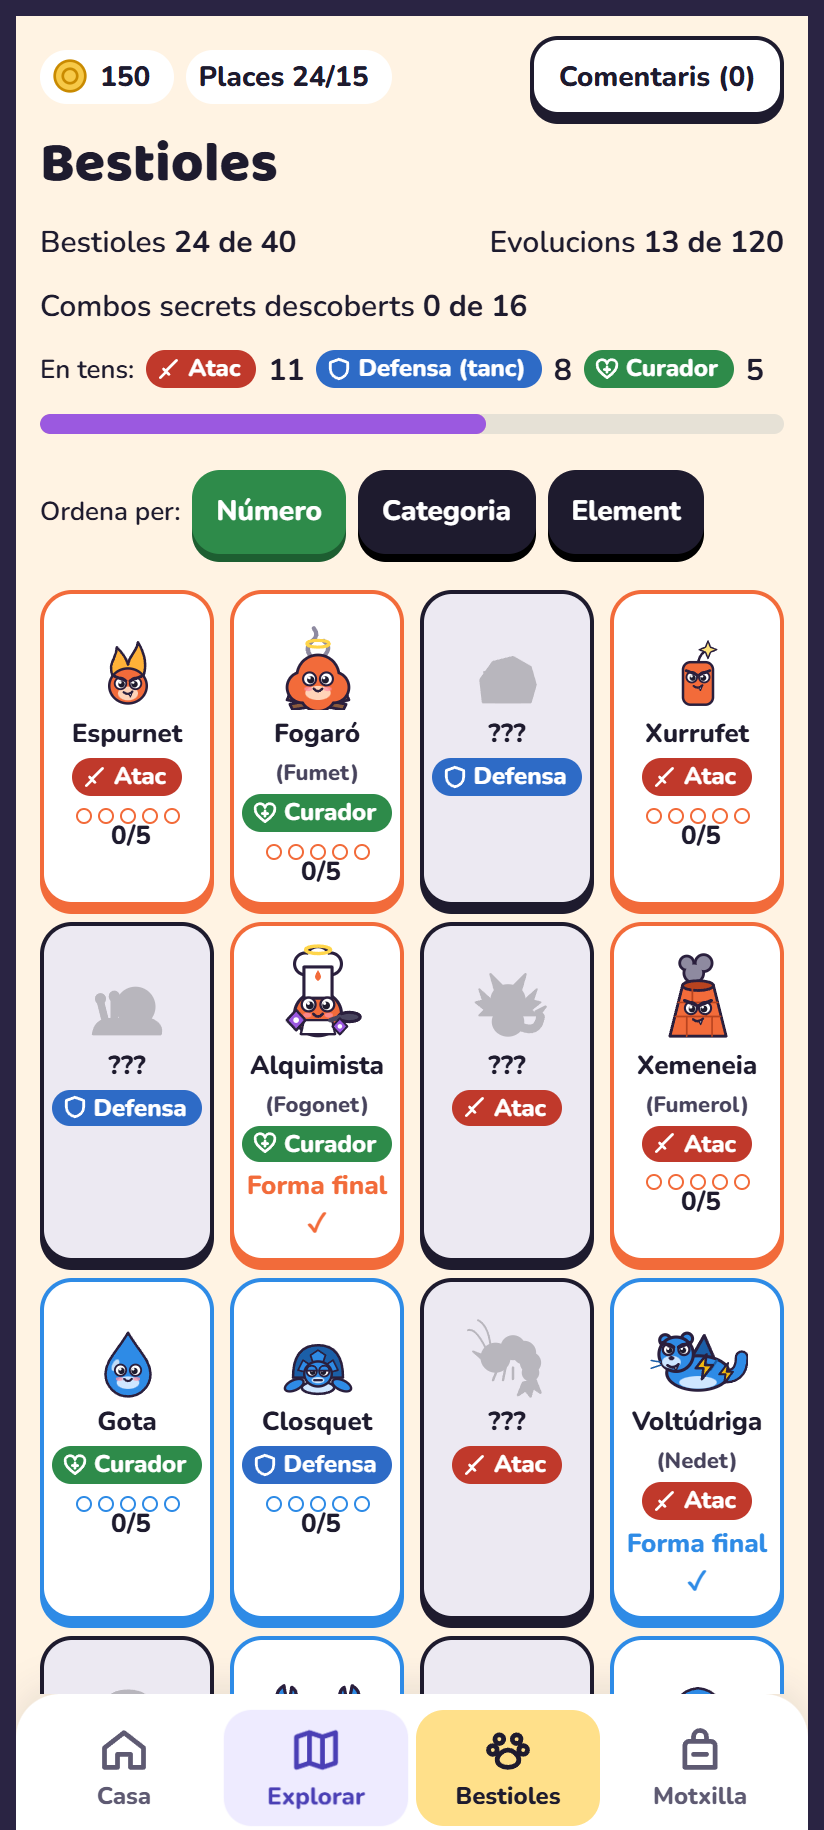 150 Places 24/15 Comentaris (0)
Bestioles
Bestioles 24 de 40 Evolucions 13 de 120
Combos secrets descoberts 0 de 16
En tens: Atac 11 Defensa (tanc) 8 Curador 5
Ordena per: Número Categoria Element
Espurnet
Atac
0/5
Fogaró
(Fumet)
Curador
0/5
???
Defensa
Xurrufet
Atac
0/5
???
Defensa
Alquimista
(Fogonet)
Curador
Forma final
✓
???
Atac
Xemeneia
(Fumerol)
Atac
0/5
Gota
Curador
0/5
Closquet
Defensa
0/5
???
Atac
Voltúdriga
(Nedet)
Atac
Forma final
✓
Casa Explorar Bestioles Motxilla